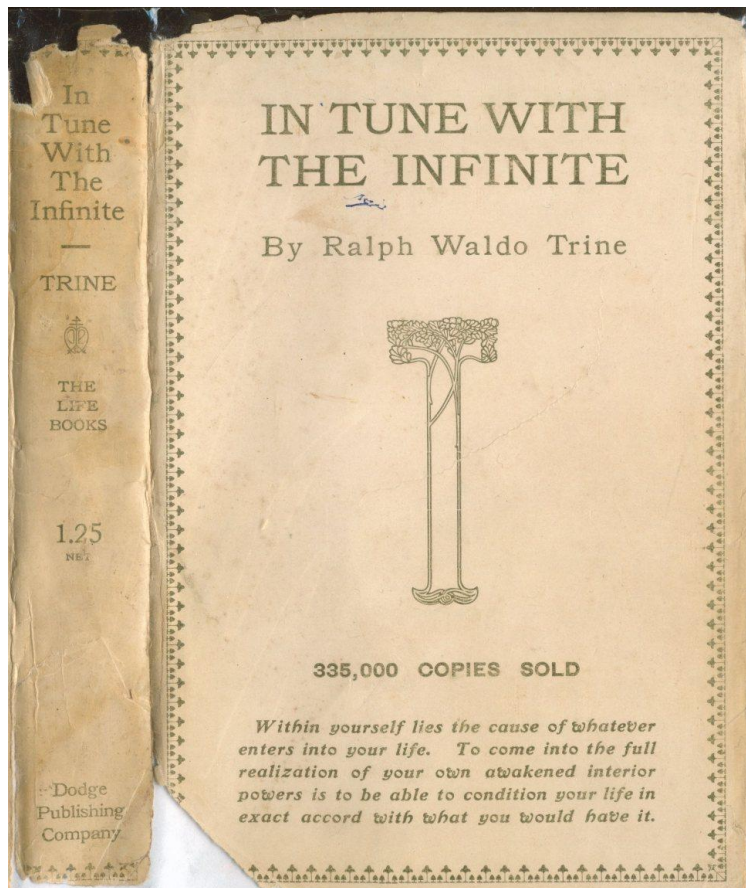 In
Tune
With
The
Infinite
TRINE
THE
LIFE
BOOKS
1.25
NET
Dodge
Publishing
Company
IN TUNE WITH
THE INFINITE
By Ralph Waldo Trine
335,000 COPIES SOLD
Within yourself lies the cause of whatever
enters into your life. To come into the full
realization of your own awakened interior
powers is to be able to condition your life in
exact accord with what you would have it.